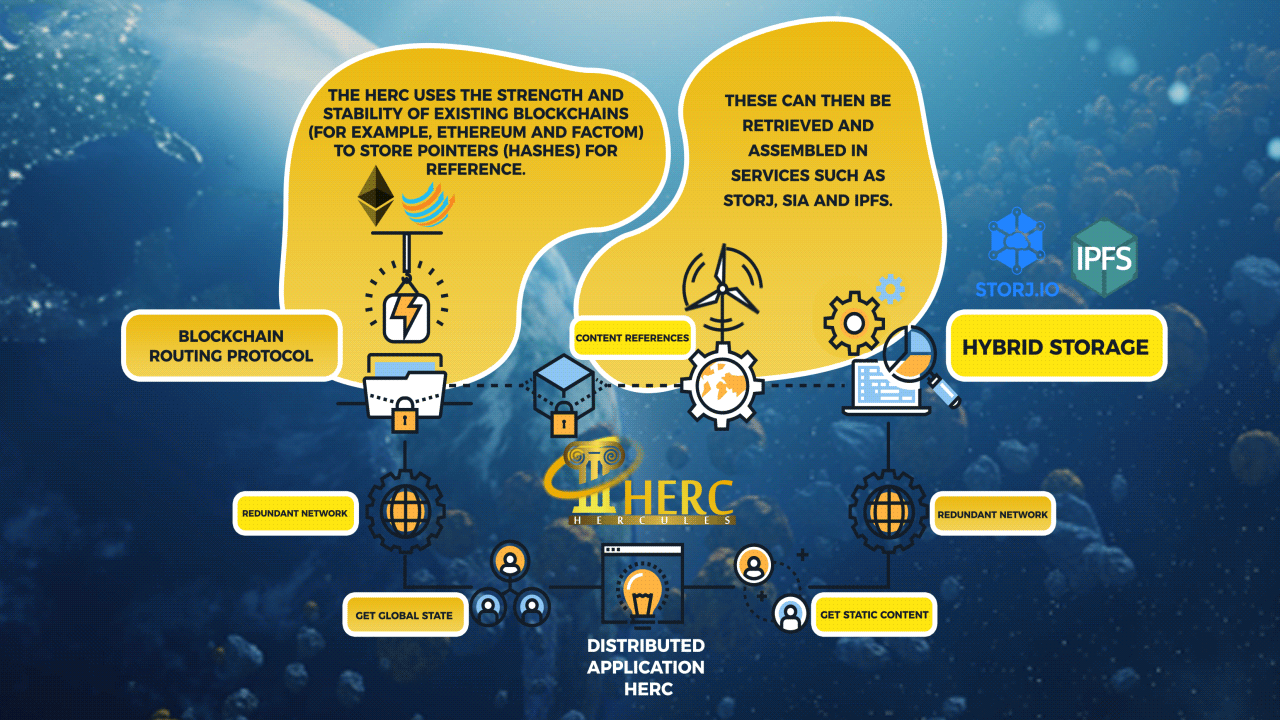 THE HERC USES THE STRENGTH AND
STABILITY OF EXISTING BLOCKCHAINS
(FOR EXAMPLE, ETHEREUM AND FACTOM)
TO STORE POINTERS (HASHES) FOR
REFERENCE.
THESE CAN THEN BE
RETRIEVED AND
ASSEMBLED IN
SERVICES SUCH AS
STORJ, SIA AND IPFS.
STORJ.IO
IPFS
BLOCKCHAIN
ROUTING PROTOCOL
CONTENT REFERENCES
HYBRID STORAGE
HERC
HERCULES
REDUNDANT NETWORK
REDUNDANT NETWORK
GET GLOBAL STATE
GET STATIC CONTENT
DISTRIBUTED
APPLICATION
HERC